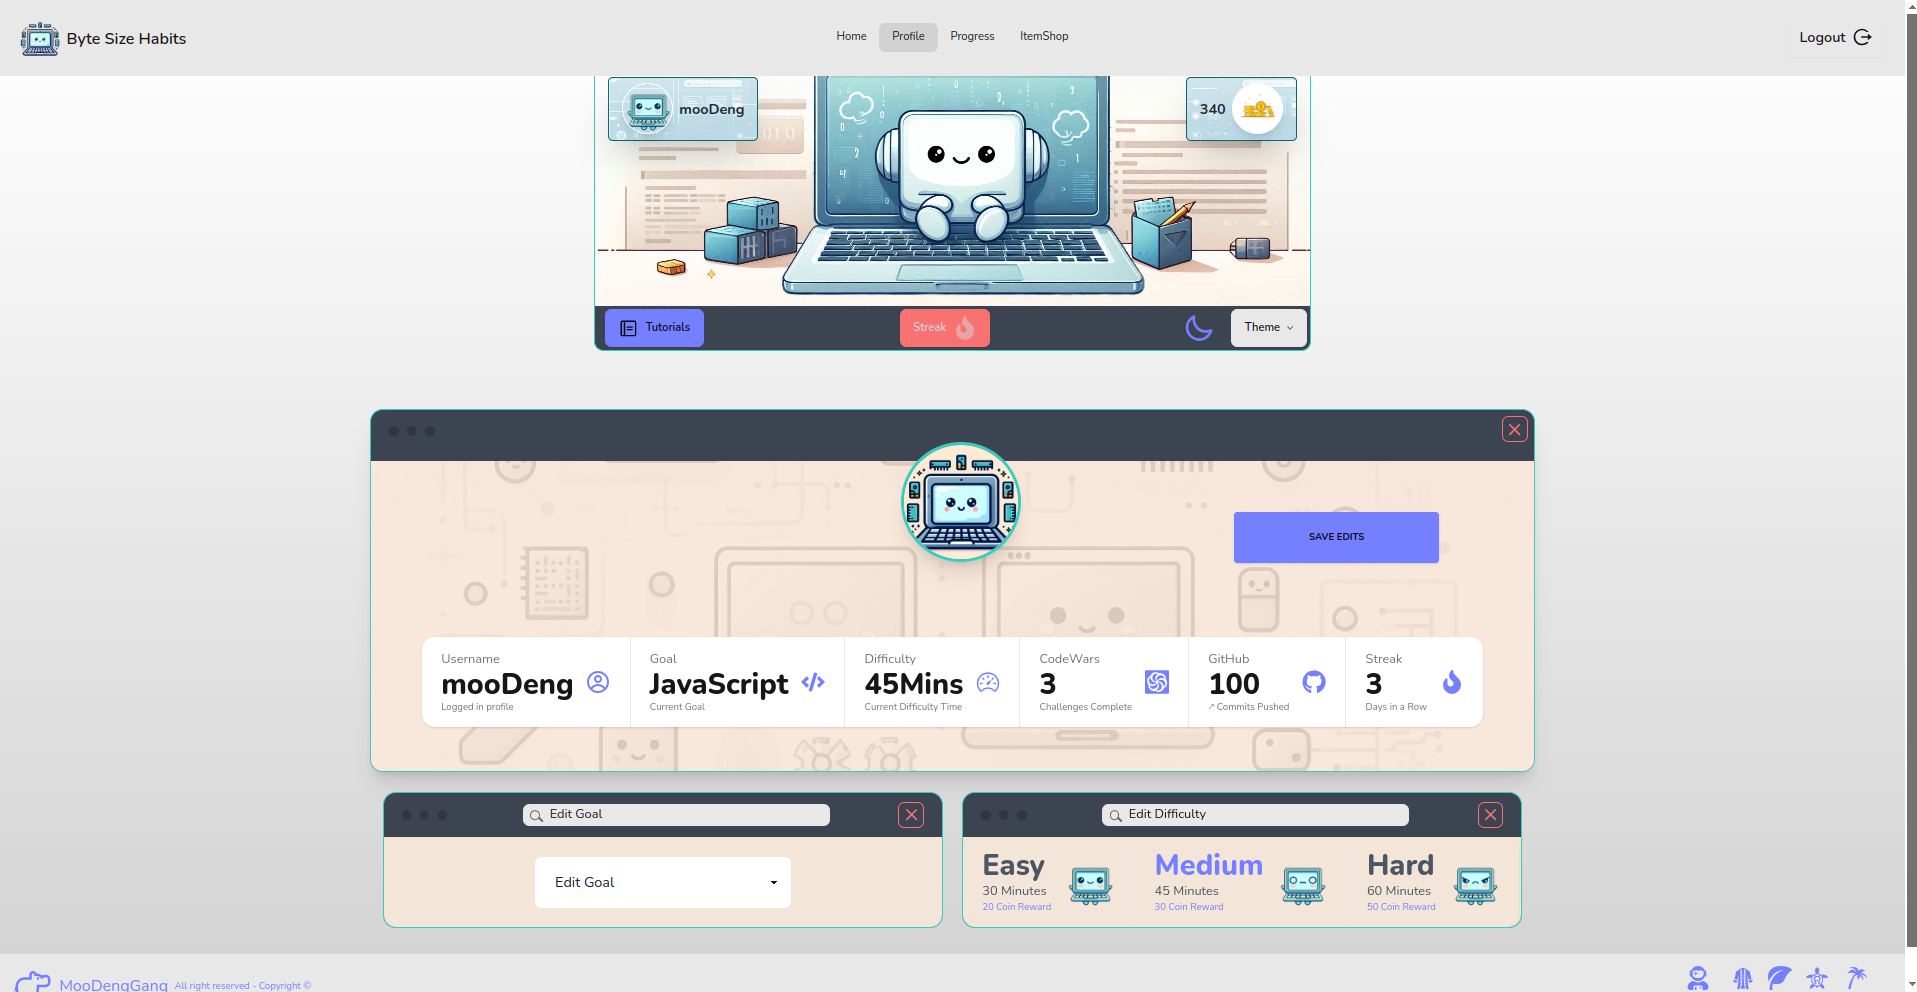 Byte Size Habits
Home Profile Progress ItemShop
Logout
mooDeng
340
Tutorials
Streak
Theme
SAVE EDITS
Username
mooDeng
Logged in profile
Goal
JavaScript
Current Goal
Difficulty
45Mins
Current Difficulty Time
CodeWars
3
Challenges Complete
GitHub
100
↗︎ Commits Pushed
Streak
3
Days in a Row
Edit Goal
Edit Goal
Edit Difficulty
Easy
30 Minutes
20 Coin Reward
Medium
45 Minutes
30 Coin Reward
Hard
60 Minutes
50 Coin Reward
MooDengGang All right reserved - Copyright ©